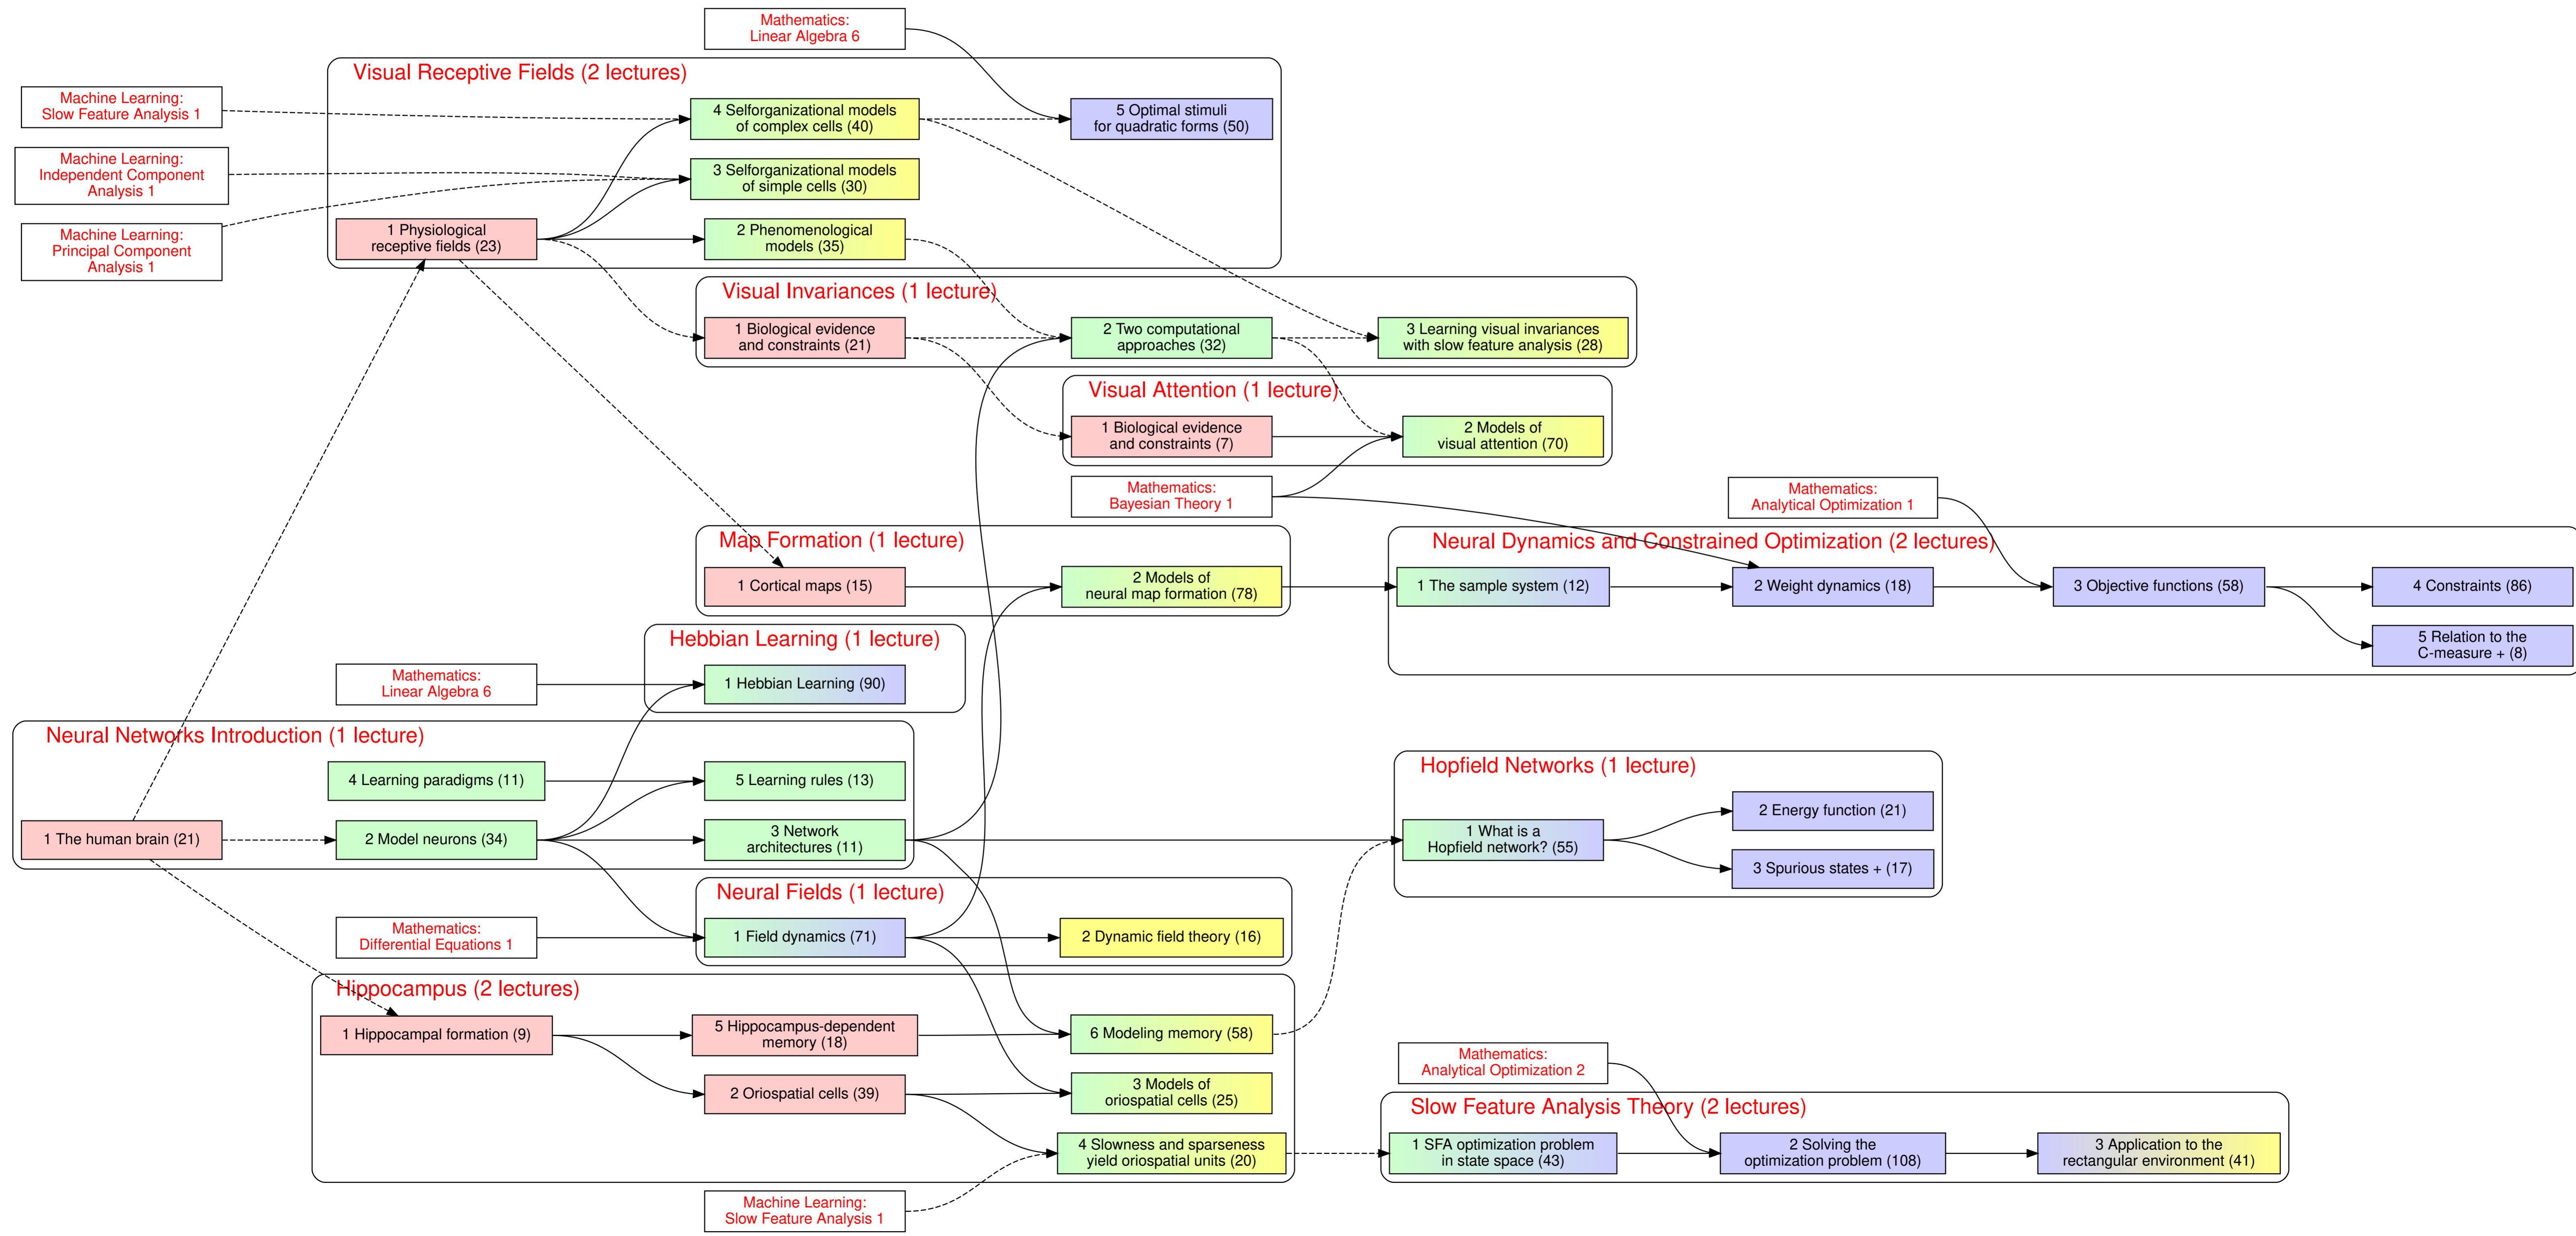 Mathematics:
Linear Algebra 6
Visual Receptive Fields (2 lectures)
Machine Learning:
Slow Feature Analysis 1
4 Selforganizational models
of complex cells (40)
5 Optimal stimuli
for quadratic forms (50)
Machine Learning:
Independent Component
Analysis 1
3 Selforganizational models
of simple cells (30)
Machine Learning:
Principal Component
Analysis 1
1 Physiological
receptive fields (23)
2 Phenomenological
models (35)
Visual Invariances (1 lecture)
1 Biological evidence
and constraints (21)
2 Two computational
approaches (32)
3 Learning visual invariances
with slow feature analysis (28)
Visual Attention (1 lecture)
1 Biological evidence
and constraints (7)
2 Models of
visual attention (70)
Mathematics:
Bayesian Theory 1
Mathematics:
Analytical Optimization 1
Map Formation (1 lecture)
1 Cortical maps (15)
2 Models of
neural map formation (78)
Neural Dynamics and Constrained Optimization (2 lectures)
1 The sample system (12)
2 Weight dynamics (18)
3 Objective functions (58)
4 Constraints (86)
5 Relation to the
C-measure + (8)
Hebbian Learning (1 lecture)
Mathematics:
Linear Algebra 6
1 Hebbian Learning (90)
Neural Networks Introduction (1 lecture)
4 Learning paradigms (11)
5 Learning rules (13)
1 The human brain (21)
2 Model neurons (34)
3 Network
architectures (11)
Hopfield Networks (1 lecture)
1 What is a
Hopfield network? (55)
2 Energy function (21)
3 Spurious states + (17)
Neural Fields (1 lecture)
Mathematics:
Differential Equations 1
1 Field dynamics (71)
2 Dynamic field theory (16)
Hippocampus (2 lectures)
1 Hippocampal formation (9)
5 Hippocampus-dependent
memory (18)
6 Modeling memory (58)
2 Oriospatial cells (39)
3 Models of
oriospatial cells (25)
4 Slowness and sparseness
yield oriospatial units (20)
Mathematics:
Analytical Optimization 2
Slow Feature Analysis Theory (2 lectures)
1 SFA optimization problem
in state space (43)
2 Solving the
optimization problem (108)
3 Application to the
rectangular environment (41)
Machine Learning:
Slow Feature Analysis 1